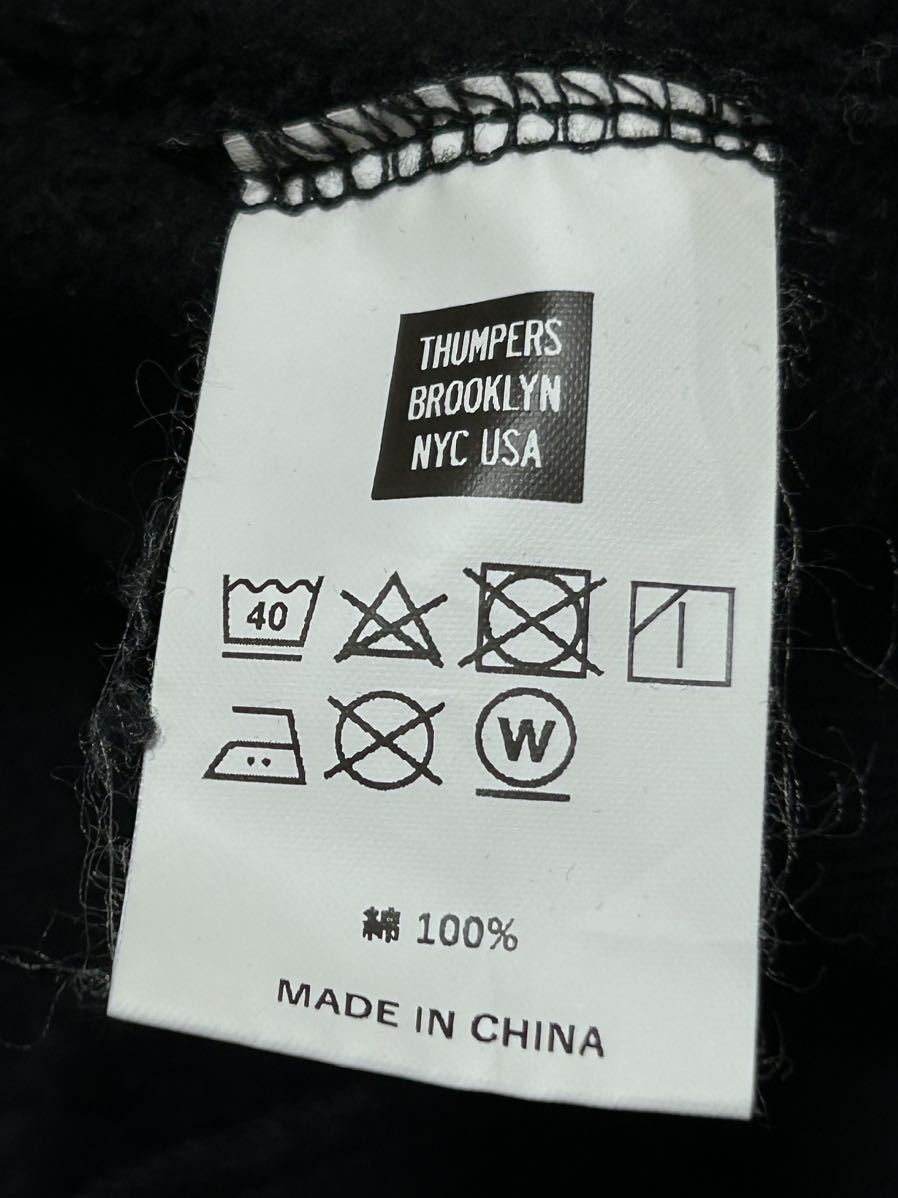 THUMPERS
BROOKLYN
NYC USA
40
W
綿 100%
MADE IN CHINA